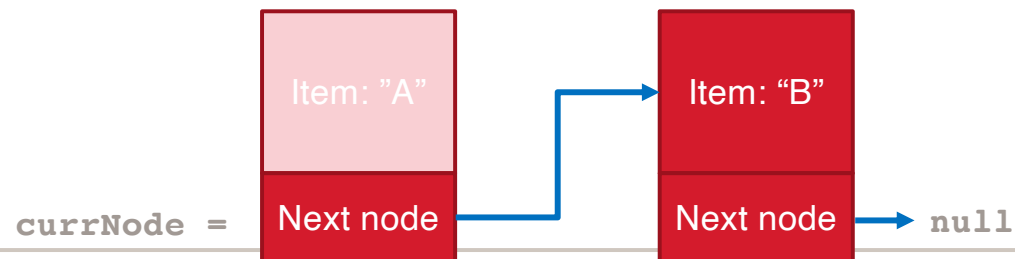 Item: ”A”
Item: “B”
currNode =
Next node
Next node
null